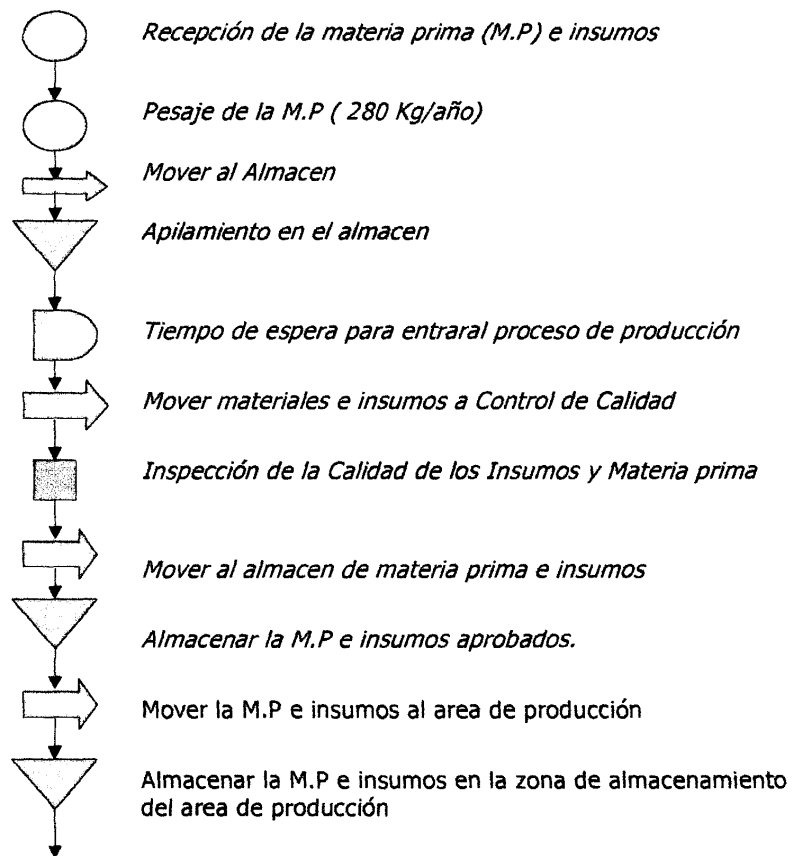 Recepción de la materia prima (M.P) e insumos
Pesaje de la M.P ( 280 Kg/año)
Mover al Almacen
Apilamiento en el almacen
Tiempo de espera para entraral proceso de producción
Mover materiales e insumos a Control de Calidad
Inspección de la Calidad de los Insumos y Materia prima
Mover al almacen de materia prima e insumos
Almacenar la M.P e insumos aprobados.
Mover la M.P e insumos al area de producción
Almacenar la M.P e insumos en la zona de almacenamiento
del area de producción